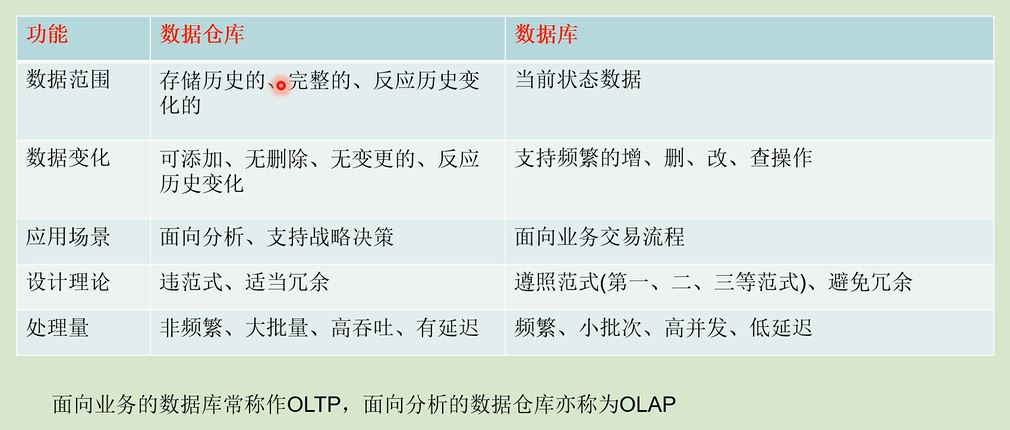 功能 数据仓库 数据库
数据范围 存储历史的、完整的、反应历史变 当前状态数据
化的
数据变化 可添加、无删除、无变更的、反应 支持频繁的增、删、改、查操作
历史变化
应用场景 面向分析、支持战略决策 面向业务交易流程
设计理论 违范式、适当冗余 遵照范式(第一、二、三等范式)、避免冗余
处理量 非频繁、大批量、高吞吐、有延迟 频繁、小批次、高并发、低延迟
面向业务的数据库常称作OLTP，面向分析的数据仓库亦称为OLAP